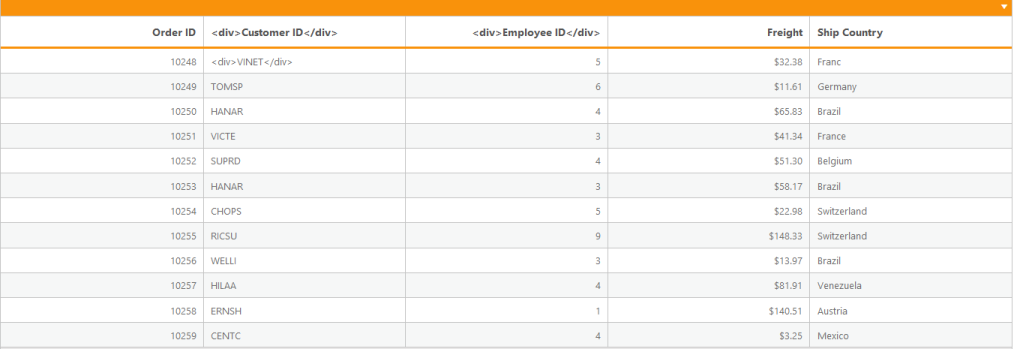 Order ID <div>Customer ID</div> <div>Employee ID</div> Freight Ship Country
10248 <div>VINET</div> 5 $32.38 Franc
10249 TOMSP 6 $11.61 Germany
10250 HANAR 4 $65.83 Brazil
10251 VICTE 3 $41.34 France
10252 SUPRD 4 $51.30 Belgium
10253 HANAR 3 $58.17 Brazil
10254 CHOPS 5 $22.98 Switzerland
10255 RICSU 9 $148.33 Switzerland
10256 WELLI 3 $13.97 Brazil
10257 HILAA 4 $81.91 Venezuela
10258 ERNSH 1 $140.51 Austria
10259 CENTC 4 $3.25 Mexico